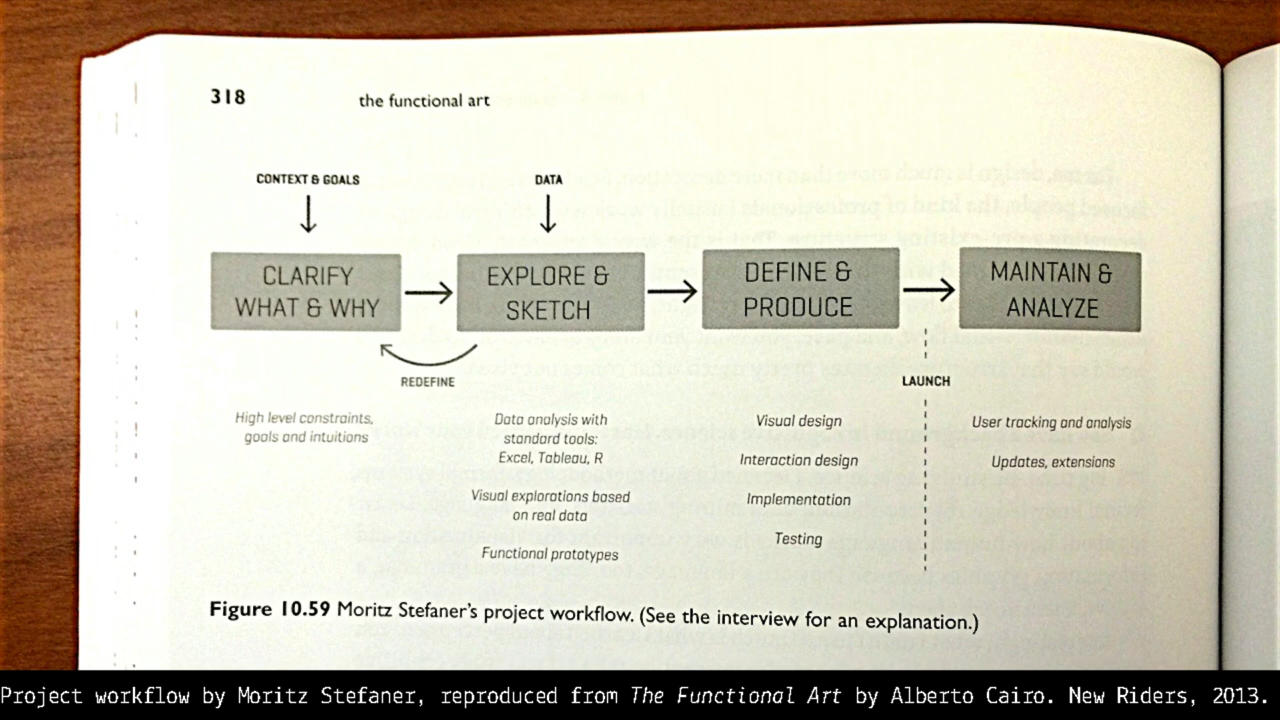 318 the functional art
CONTEXT & GOALS
DATA
CLARIFY
WHAT & WHY
EXPLORE &
SKETCH
DEFINE &
PRODUCE
MAINTAIN &
ANALYZE
REDEFINE
LAUNCH
High level constraints,
goals and intuitions
Data analysis with
standard tools:
Excel, Tableau, R
Visual explorations based
on real data
Functional prototypes
Visual design
Interaction design
Implementation
Testing
User tracking and analysis
Updates, extensions
Figure 10.59 Moritz Stefaner's project workflow. (See the interview for an explanation.)
Project workflow by Moritz Stefaner, reproduced from The Functional Art by Alberto Cairo. New Riders, 2013.